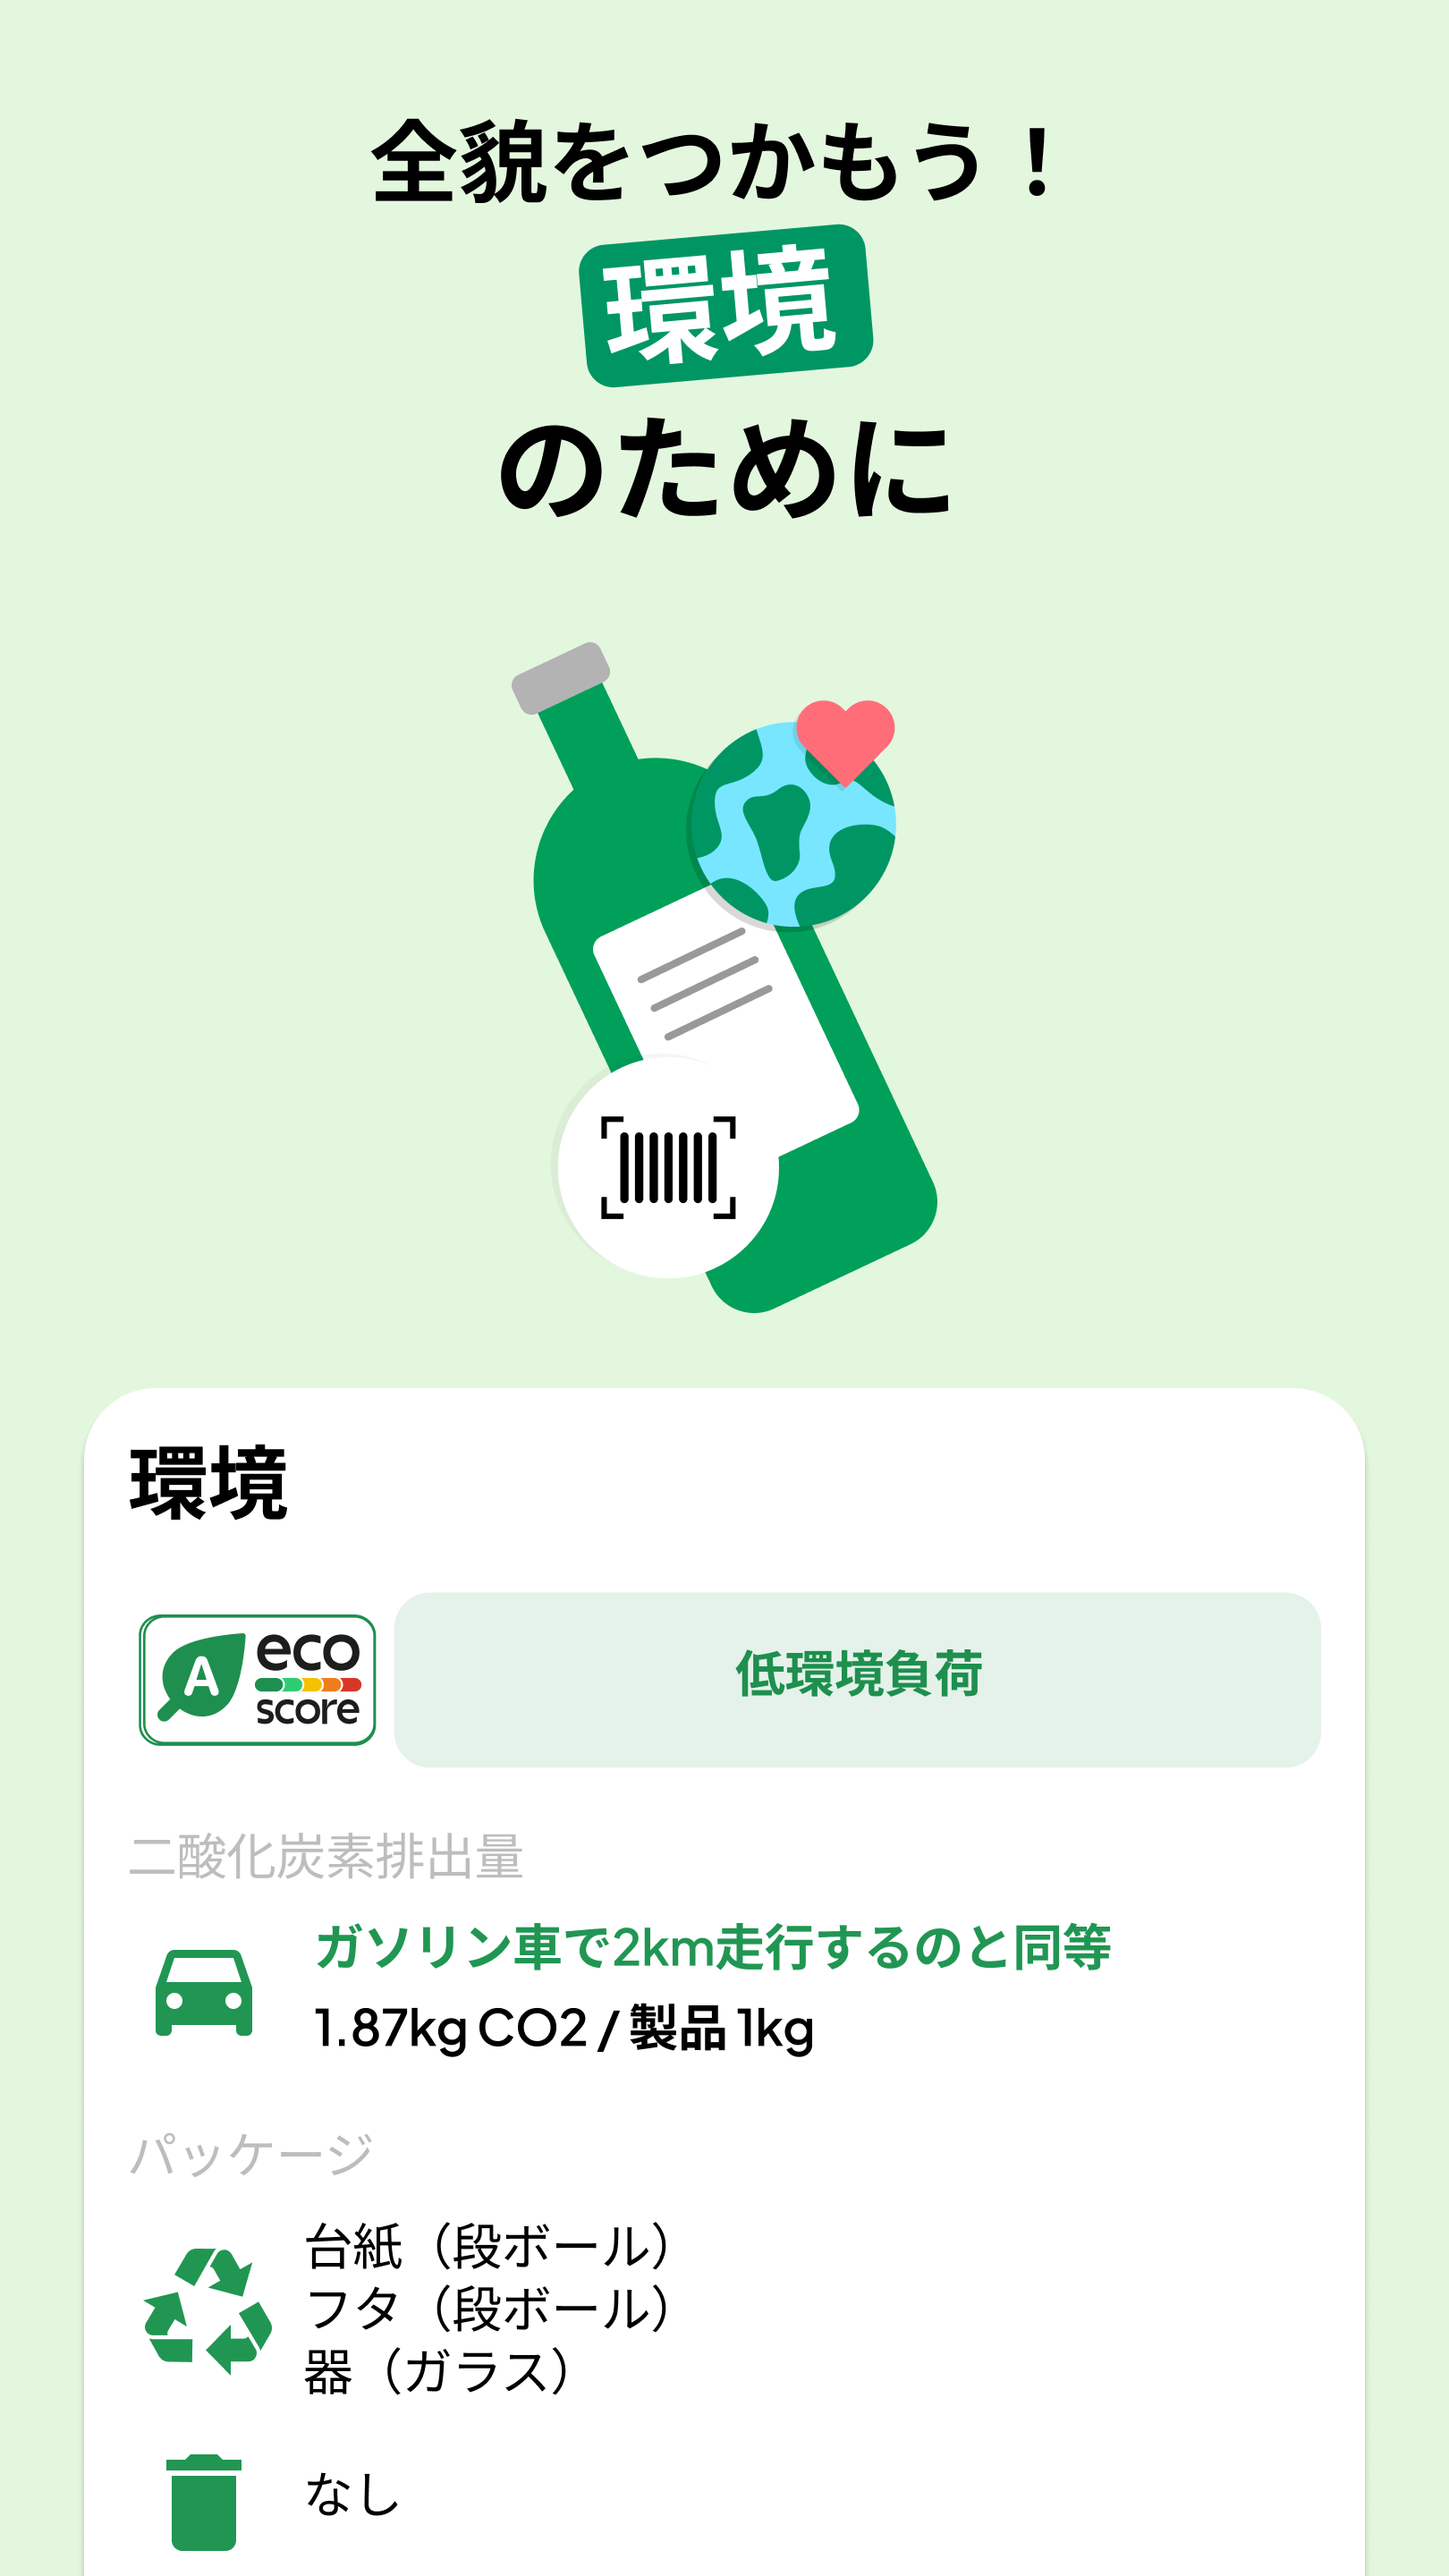 全貌をつかもう！
環境
のために
環境
A
eco
score
低環境負荷
二酸化炭素排出量
ガソリン車で2km走行するのと同等
1.87kg CO2 / 製品 1kg
パッケージ
台紙（段ボール）
フタ（段ボール）
器（ガラス）
なし